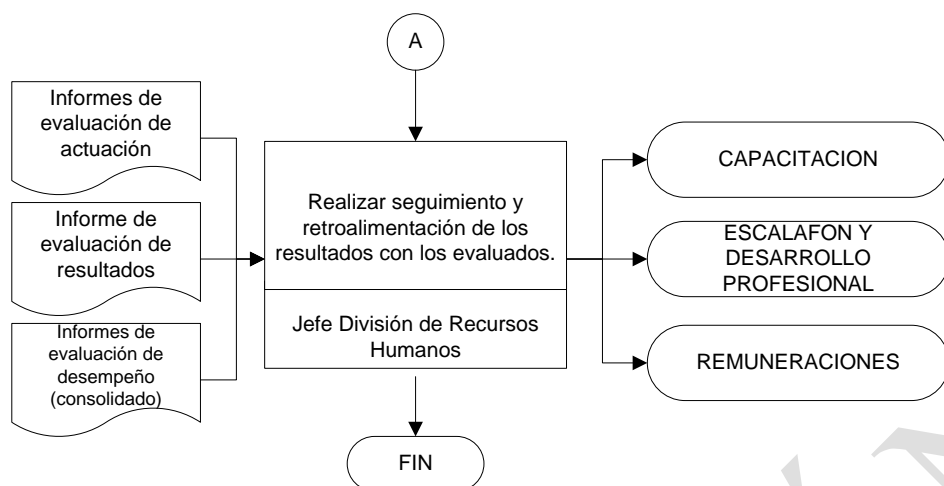 A
Informes de
evaluación de
actuación
Informe de
evaluación de
resultados
Informes de
evaluación de
desempeño
(consolidado)
Realizar seguimiento y
retroalimentación de los
resultados con los evaluados.
Jefe División de Recursos
Humanos
CAPACITACION
ESCALAFON Y
DESARROLLO
PROFESIONAL
REMUNERACIONES
FIN